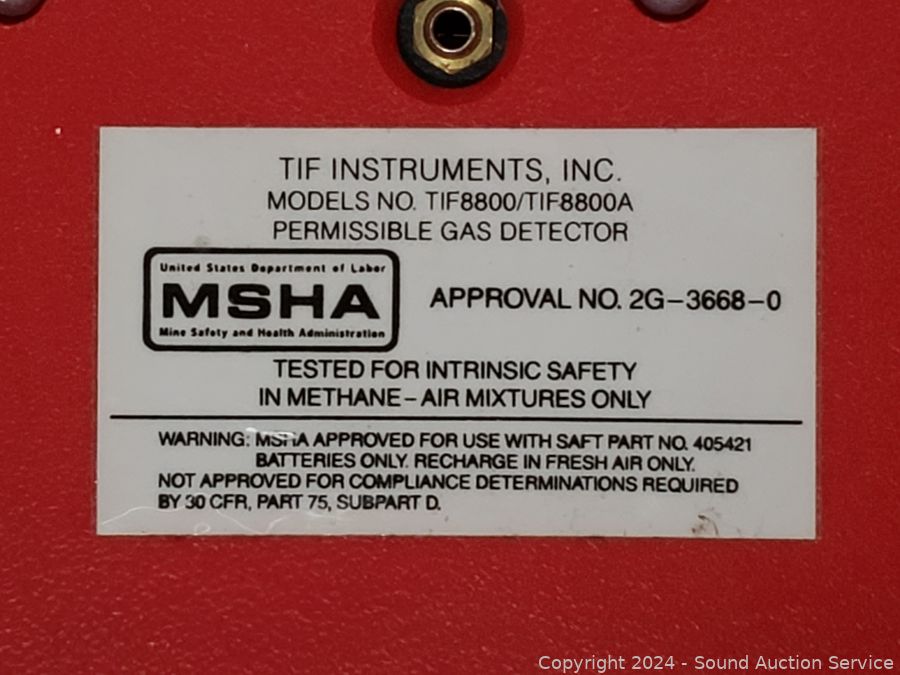 TIF INSTRUMENTS, INC.
MODELS NO. TIF8800/TIF8800A
PERMISSIBLE GAS DETECTOR
United States Department of Labor
MSHA
Mine Safety and Health Administration
APPROVAL NO. 2G-3668-0
TESTED FOR INTRINSIC SAFETY
IN METHANE-AIR MIXTURES ONLY
WARNING: MSHA APPROVED FOR USE WITH SAFT PART NO. 405421
BATTERIES ONLY. RECHARGE IN FRESH AIR ONLY.
NOT APPROVED FOR COMPLIANCE DETERMINATIONS REQUIRED
BY 30 CFR, PART 75, SUBPART D.
Copyright 2024 - Sound Auction Service